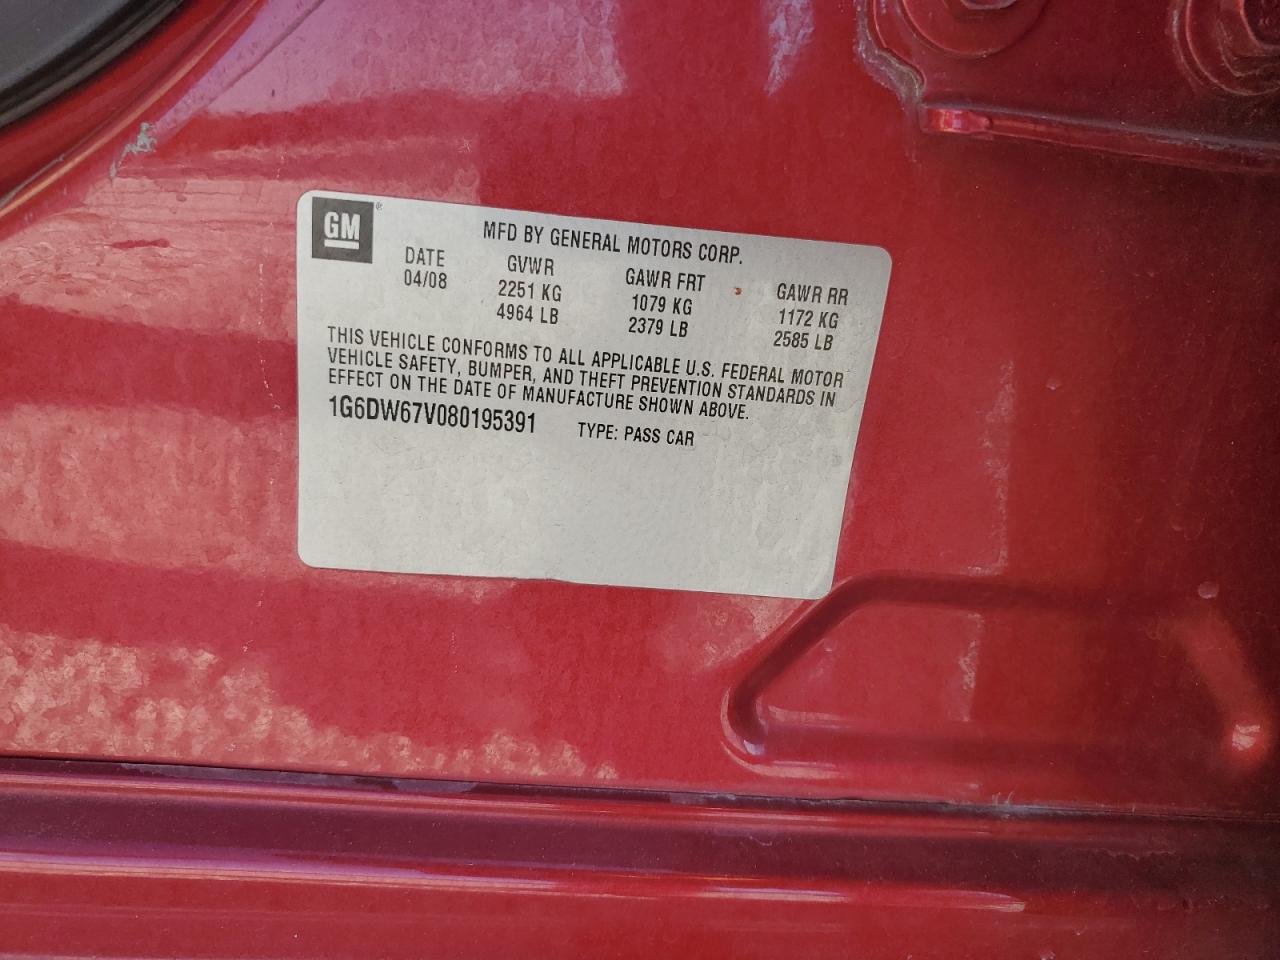 GM®
MFD BY GENERAL MOTORS CORP.
DATE GVWR GAWR FRT GAWR RR
04/08 2251 KG 1079 KG 1172 KG
4964 LB 2379 LB 2585 LB
THIS VEHICLE CONFORMS TO ALL APPLICABLE U.S. FEDERAL MOTOR
VEHICLE SAFETY, BUMPER, AND THEFT PREVENTION STANDARDS IN
EFFECT ON THE DATE OF MANUFACTURE SHOWN ABOVE.
1G6DW67V080195391 TYPE: PASS CAR